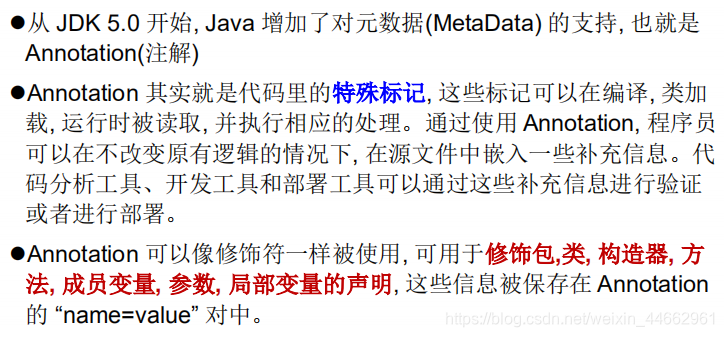 ●从 JDK 5.0 开始, Java 增加了对元数据(MetaData) 的支持, 也就是
Annotation(注解)
●Annotation 其实就是代码里的特殊标记, 这些标记可以在编译, 类加
载, 运行时被读取, 并执行相应的处理。通过使用 Annotation, 程序员
可以在不改变原有逻辑的情况下, 在源文件中嵌入一些补充信息。代
码分析工具、开发工具和部署工具可以通过这些补充信息进行验证
或者进行部署。
●Annotation 可以像修饰符一样被使用, 可用于修饰包,类, 构造器, 方
法, 成员变量, 参数, 局部变量的声明, 这些信息被保存在 Annotation
的 “name=value” 对中。
https://blog.csdn.net/weixin_44662961